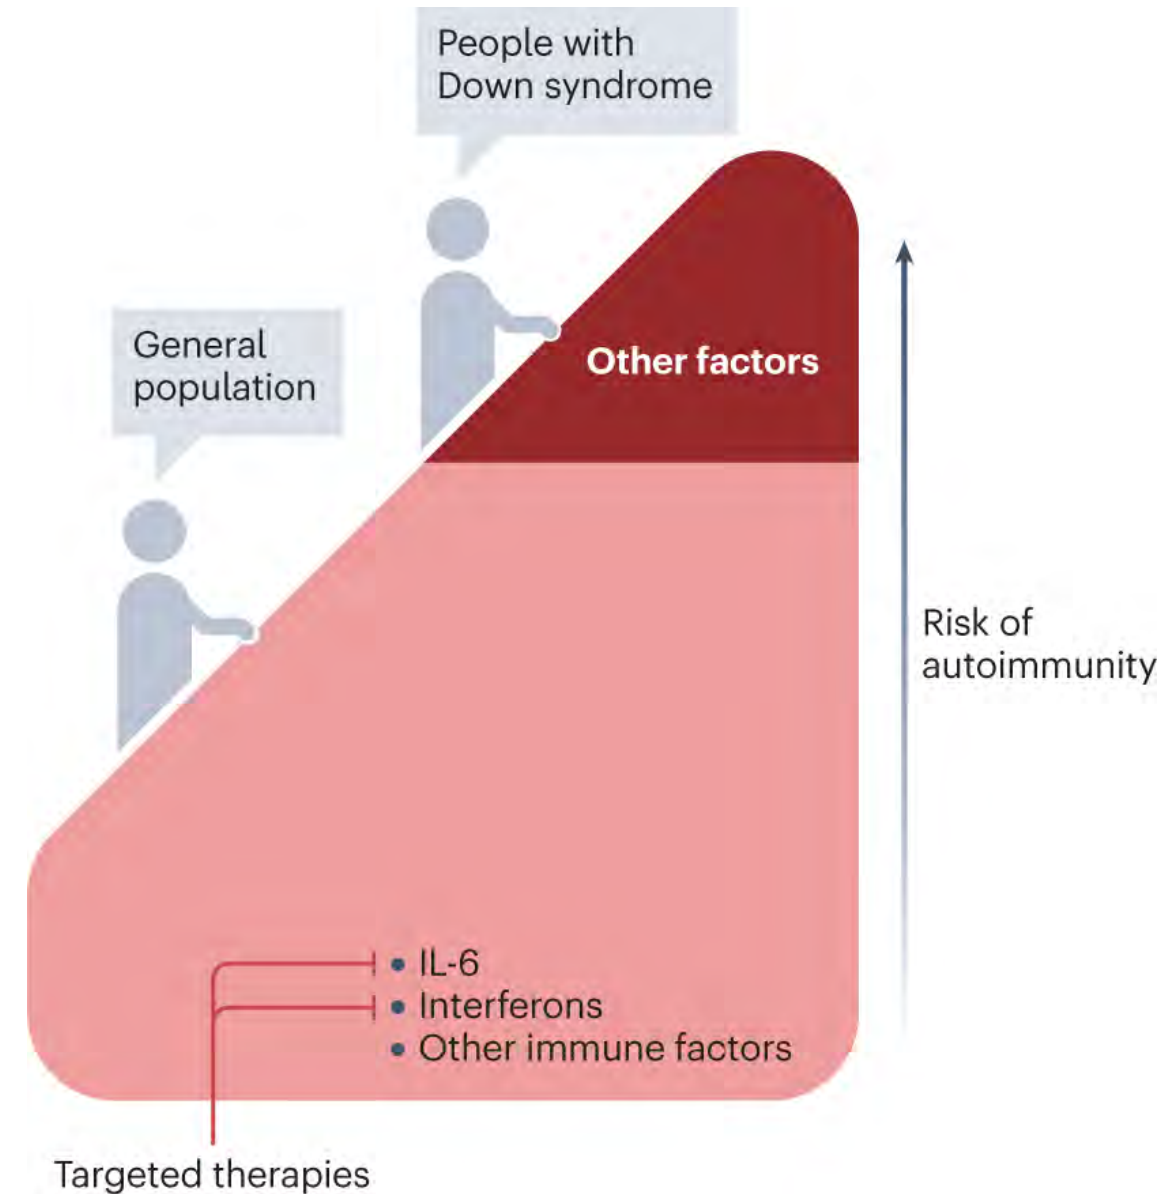 People with
Down syndrome
General
population
Other factors
Risk of
autoimmunity
• IL-6
• Interferons
• Other immune factors
Targeted therapies